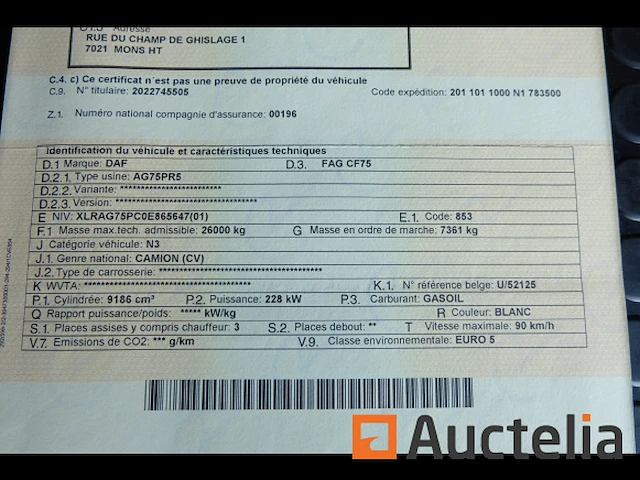 C1.3 Adresse
RUE DU CHAMP DE GHISLAGE 1
7021 MONS HT
C.4. c) Ce certificat n'est pas une preuve de propriété du véhicule
C.9. N° titulaire: 2022745505 Code expédition: 201 101 1000 N1 783500
Z.1. Numéro national compagnie d'assurance: 00196
Identification du véhicule et caractéristiques techniques
D.1 Marque: DAF D.3. FAG CF75
D.2.1. Type usine: AG75PR5
D.2.2. Variante: ************************
D.2.3. Version: **********************************
E NIV: XLRAG75PC0E865647(01) E.1. Code: 853
F.1 Masse max.tech. admissible: 26000 kg G Masse en ordre de marche: 7361 kg
J Catégorie véhicule: N3
J.1. Genre national: CAMION (CV)
J.2. Type de carrosserie: ***************************************
K WVTA: **************************************** K.1. N° référence belge: U/52125
P.1. Cylindrée: 9186 cm³ P.2. Puissance: 228 kW P.3. Carburant: GASOIL
Q Rapport puissance/poids: ***** kW/kg R Couleur: BLANC
S.1. Places assises y compris chauffeur: 3 S.2. Places debout: ** T Vitesse maximale: 90 km/h
V.7. Emissions de CO2: *** g/km V.9. Classe environnementale: EURO 5
Auctelia